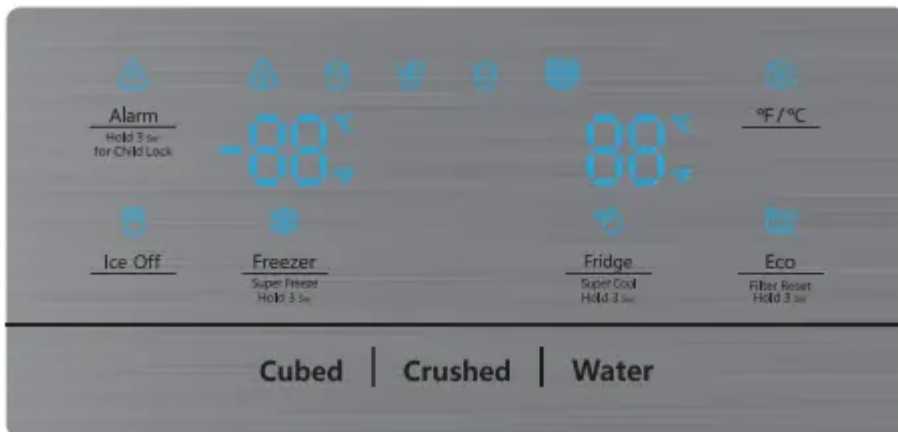 Alarm
Hold 3 Sec
for Child Lock
-88 °C °F
88 °C °F
°F/°C
Ice Off
Freezer
Super Freeze
Hold 3 Sec
Fridge
Super Cool
Hold 3 Sec
Eco
Filter Reset
Hold 3 Sec
Cubed | Crushed | Water